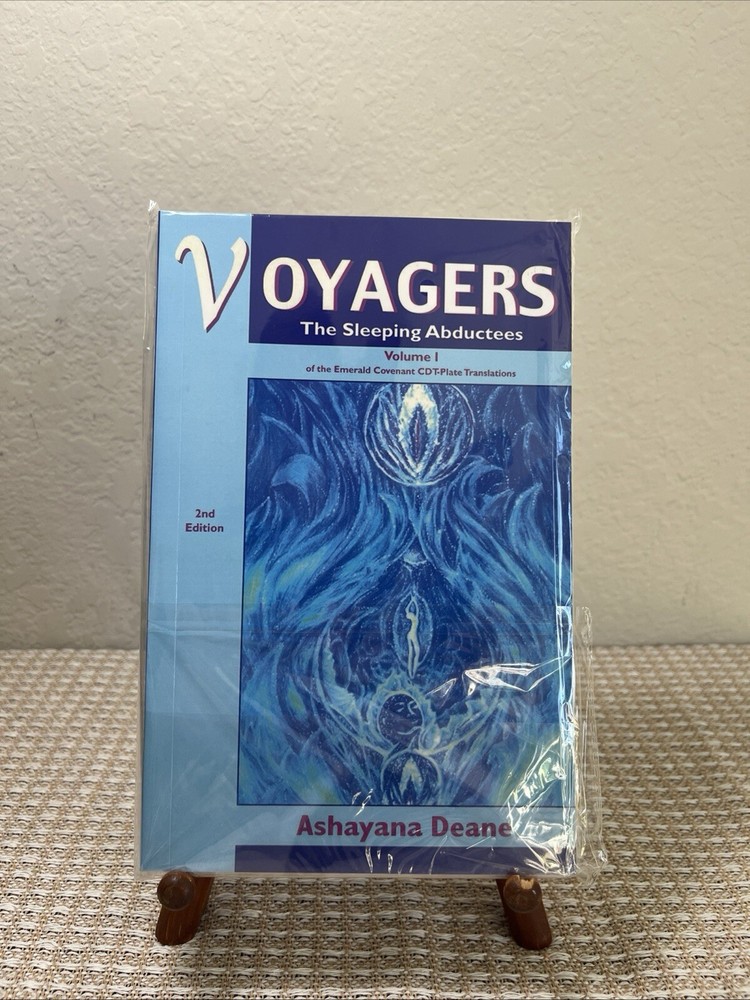 VOYAGERS
The Sleeping Abductees
Volume I
of the Emerald Covenant CDT-Plate Translations
2nd
Edition
Ashayana Deane